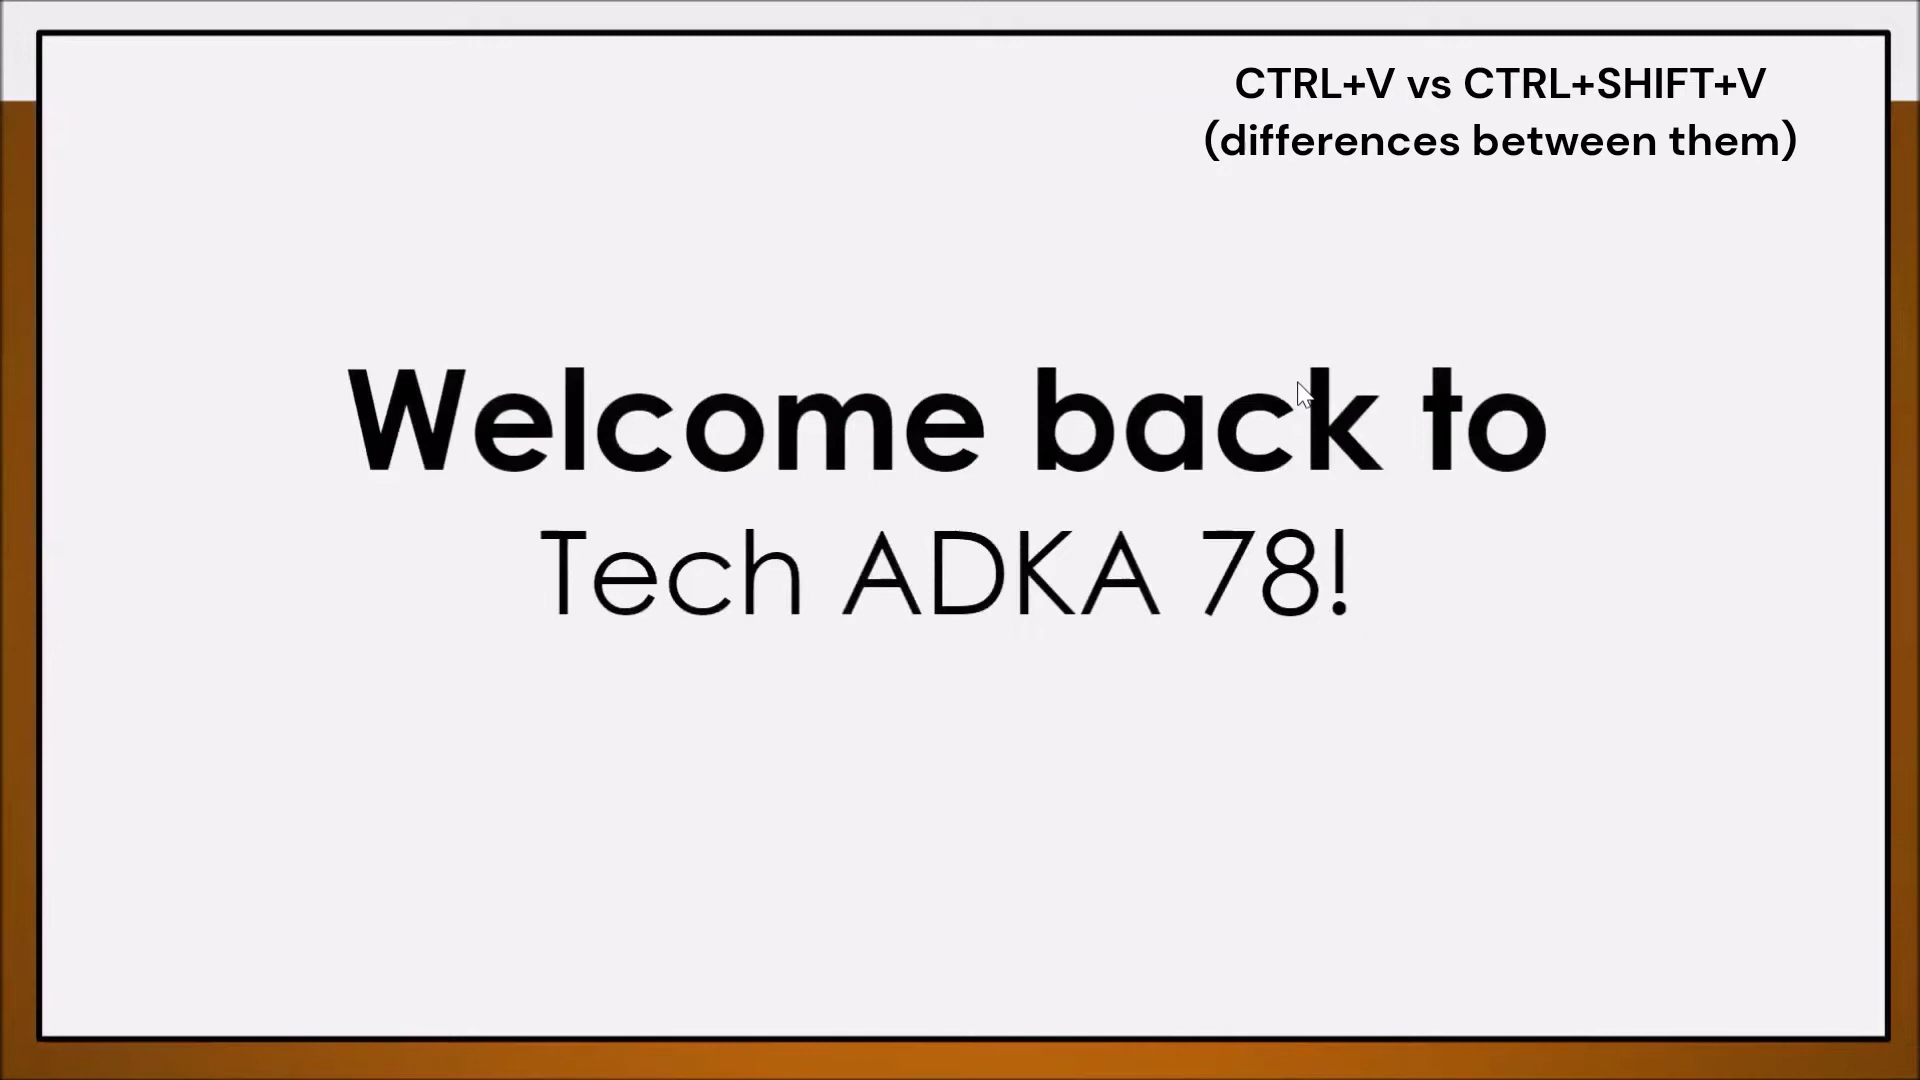 CTRL+V vs CTRL+SHIFT+V
(differences between them)
Welcome back to
Tech ADKA 78!